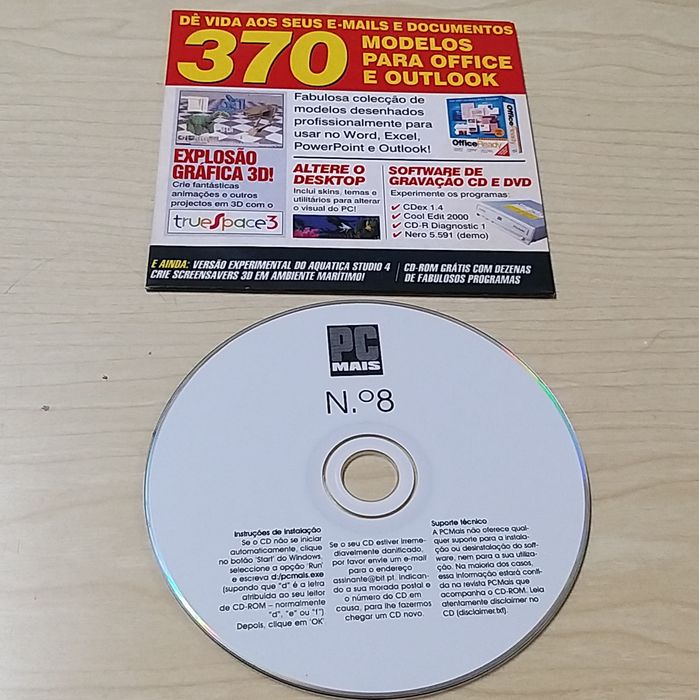 DÊ VIDA AOS SEUS E-MAILS E DOCUMENTOS
370
MODELOS
PARA OFFICE
E OUTLOOK
Fabulosa colecção de
modelos desenhados
profissionalmente para
usar no Word, Excel,
PowerPoint e Outlook!
OfficeReady
EXPLOSÃO
GRÁFICA 3D!
Crie fantásticas
animações e outros
projectos em 3D com o
trueSpace3
ALTERE O
DESKTOP
Inclui skins, temas e
utilitários para alterar
o visual do PC!
SOFTWARE DE
GRAVAÇÃO CD E DVD
Experimente os programas:
✓ CDex 1.4
✓ Cool Edit 2000
✓ CD-R Diagnostic 1
✓ Nero 5.591 (demo)
E AINDA: VERSÃO EXPERIMENTAL DO AQUATICA STUDIO 4
CRIE SCREENSAVERS 3D EM AMBIENTE MARÍTIMO!
CD-ROM GRÁTIS COM DEZENAS
DE FABULOSOS PROGRAMAS
PC
MAIS
N.º8
Instruções de Instalação
Se o CD não se iniciar
automaticamente, clique
no botão 'Start' do Windows,
seleccione a opção 'Run'
e escreva d:/pcmais.exe
(supondo que "d" é a letra
atribuída ao seu leitor
de CD-ROM – normalmente
"d", "e" ou "f").
Depois, clique em 'OK'
Se o seu CD estiver irreme-
diavelmente danificado,
por favor envie um e-mail
para o endereço
assinante@bit.pt, indican-
do a sua morada e
o número do CD em
causa, para lhe fazermos
chegar um CD novo.
Suporte técnico
A PCMais não oferece qual-
quer suporte para a instala-
ção ou desinstalação do soft-
ware, nem para a sua utiliza-
ção. Na maioria dos casos,
essa informação estará conti-
da na revista PCMais que
acompanha o CD-ROM. Leia
atentamente disclaimer no
CD (disclaimer.txt).